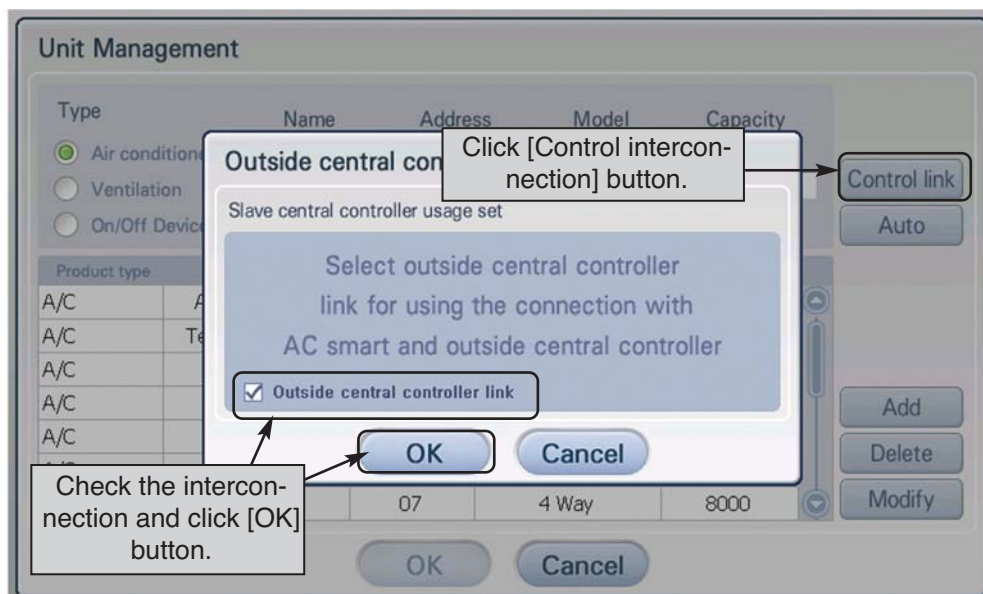 Unit Management
Type
Name Address Model Capacity
Air
Ventilation
On/Off
Outside central
Click [Control intercon-
nection] button.
Control link
Auto
Slave central controller usage set
Select outside central controller
link for using the connection with
AC smart and outside central controller
Outside central controller link
OK Cancel
Product type
A/C
A/C
A/C
A/C
A/C
Add
Delete
Modify
Check the intercon-
nection and click [OK]
button.
07 4 Way 8000
OK Cancel